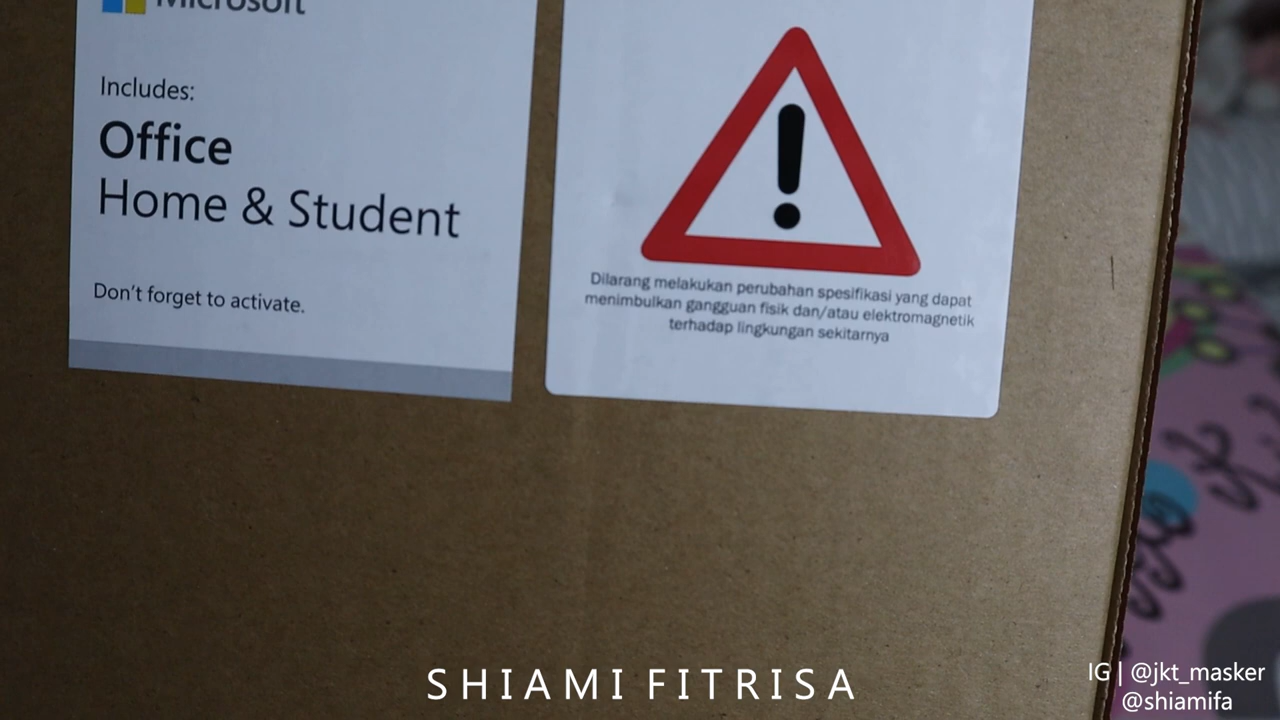 Microsoft
Includes:
Office
Home & Student
Don't forget to activate.
Dilarang melakukan perubahan spesifikasi yang dapat
menimbulkan gangguan fisik dan/atau elektromagnetik
terhadap lingkungan sekitarnya
SHIAMI FITRISA
IG | @jkt_masker
@shiamifa